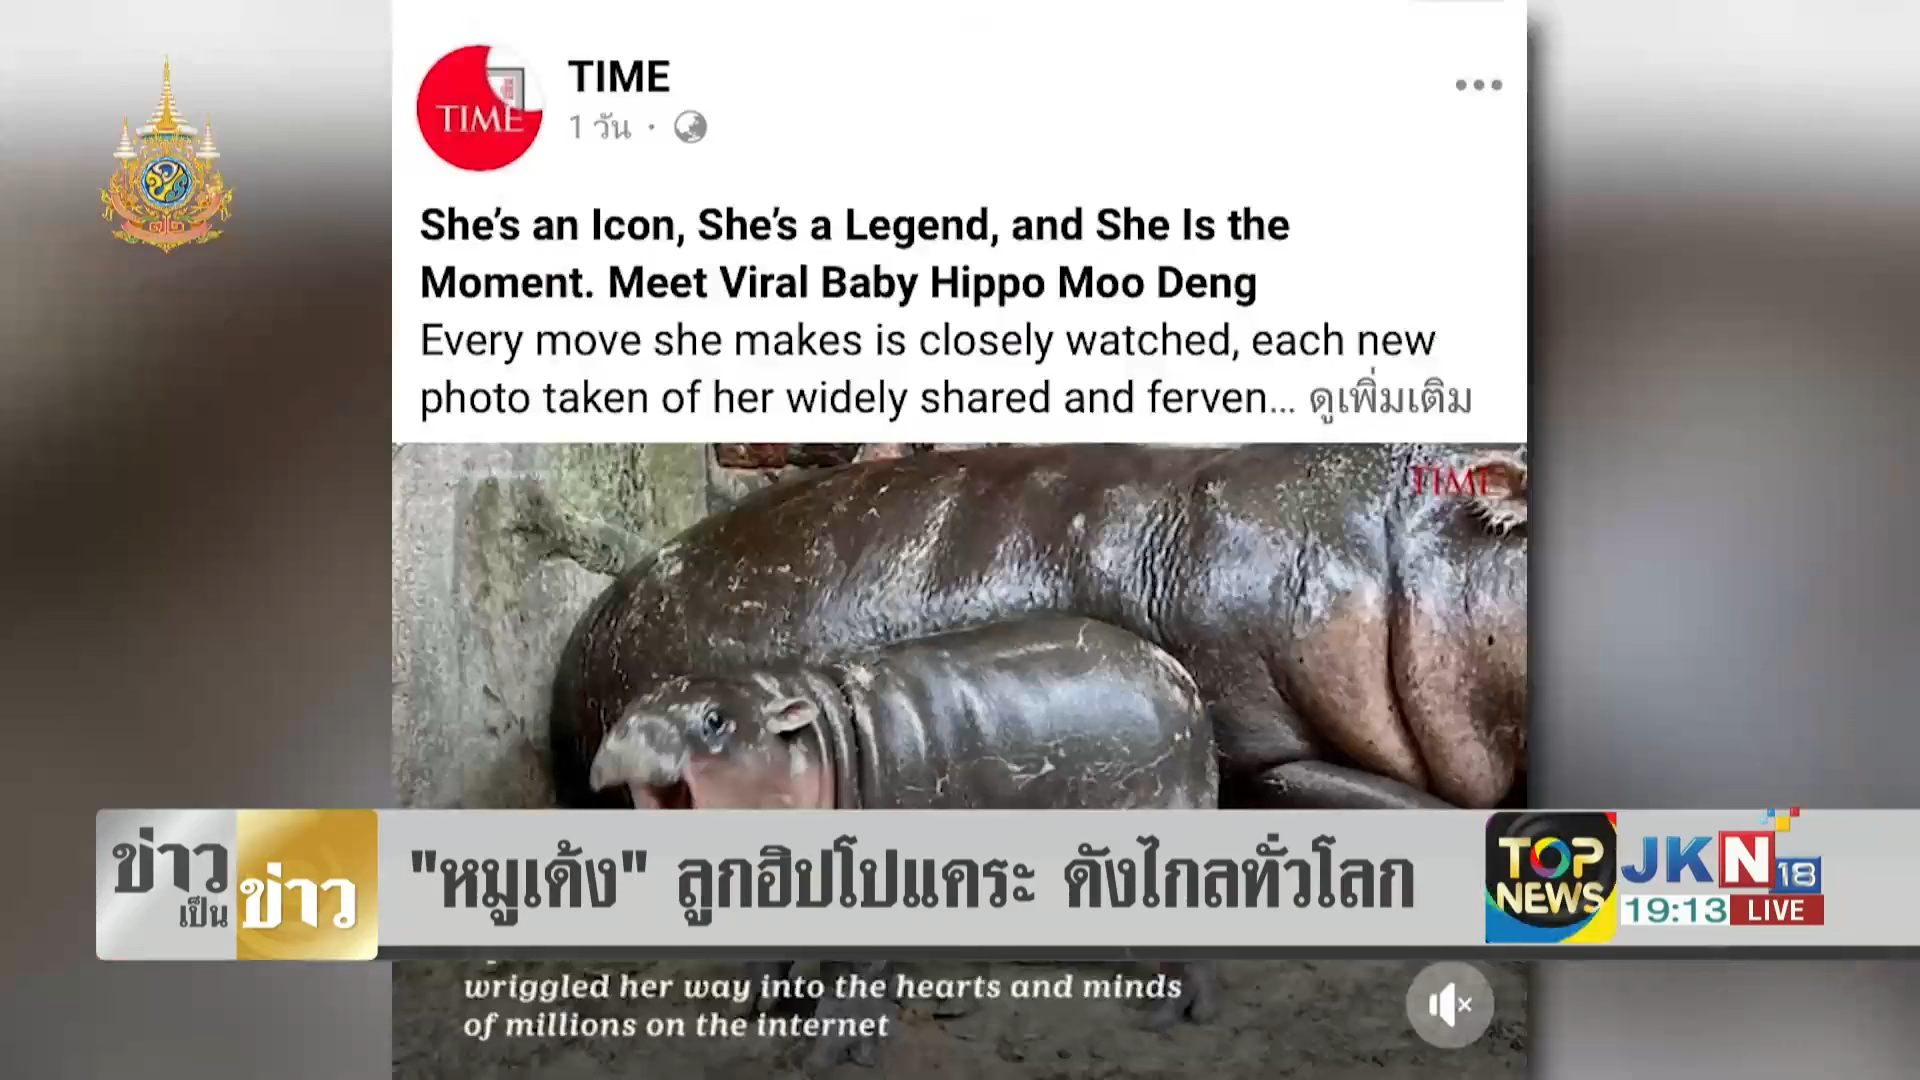 TIME
TIME
1 วัน ·
She's an Icon, She's a Legend, and She Is the
Moment. Meet Viral Baby Hippo Moo Deng
Every move she makes is closely watched, each new
photo taken of her widely shared and ferven... ดูเพิ่มเติม
TIME
ข่าว
เป็น
ข่าว
"หมูเด้ง" ลูกฮิปโปแคระ ดังไกลทั่วโลก
TOP
NEWS
JKN
18
19:13 LIVE
wriggled her way into the hearts and minds
of millions on the internet